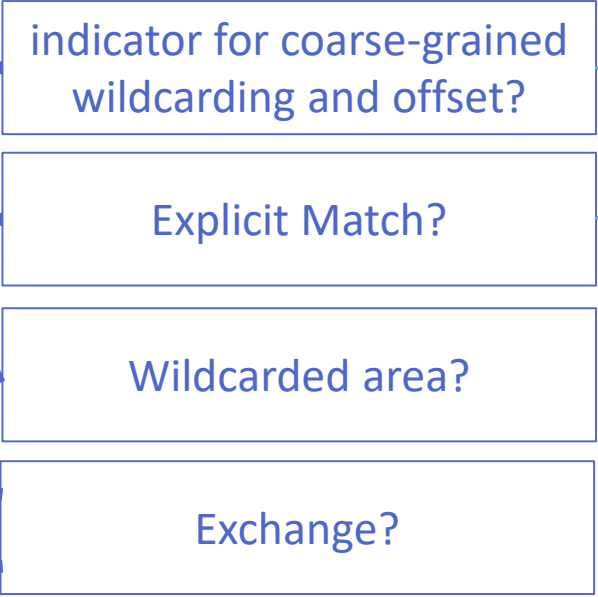 indicator for coarse-grained
wildcarding and offset?
Explicit Match?
Wildcarded area?
Exchange?